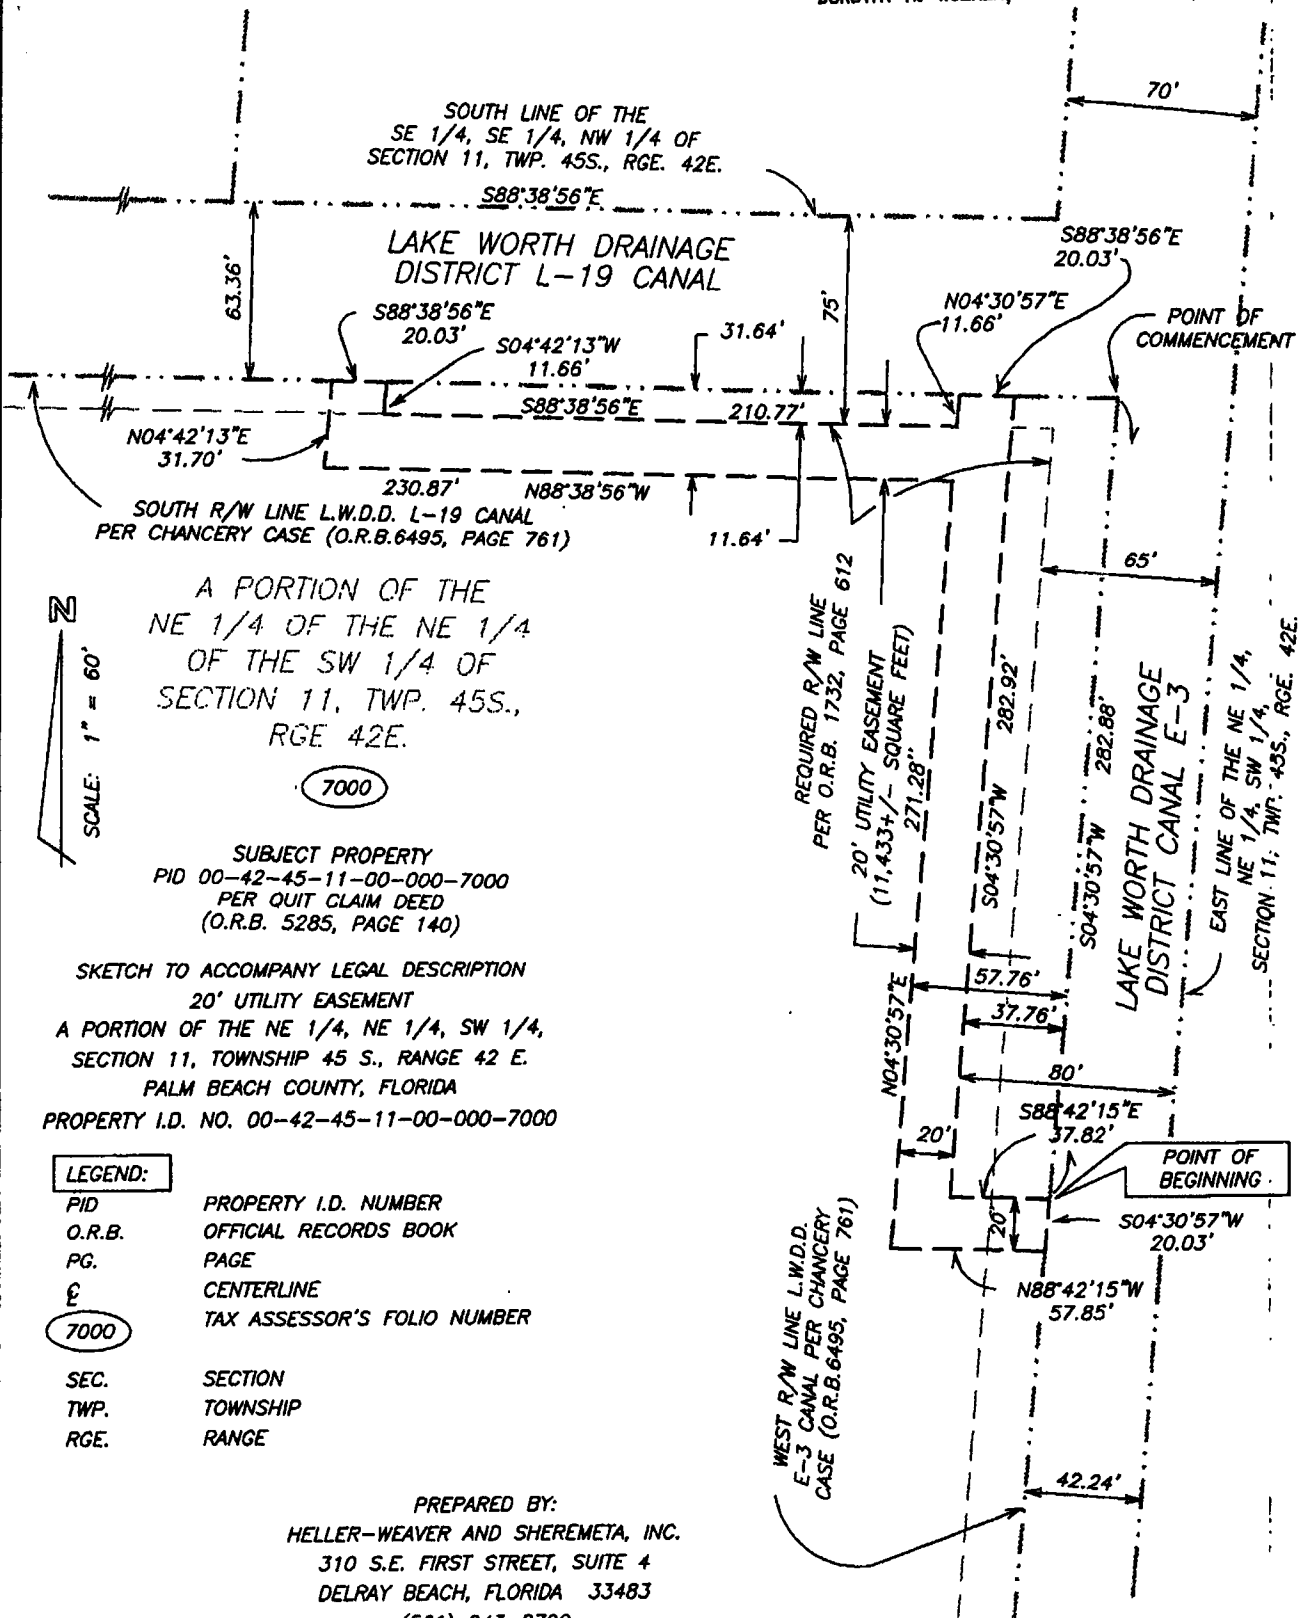 70'
SOUTH LINE OF THE
SE 1/4, SE 1/4, NW 1/4 OF
SECTION 11, TWP. 45S., RGE. 42E.
S88°38'56"E
LAKE WORTH DRAINAGE
DISTRICT L-19 CANAL
63.36'
75'
S88°38'56"E
20.03'
S88°38'56"E
20.03'
S04°42'13"W
11.66'
31.64'
N04°30'57"E
11.66'
POINT OF
COMMENCEMENT
S88°38'56"E
210.77'
N04°42'13"E
31.70'
230.87'
N88°38'56"W
SOUTH R/W LINE L.W.D.D. L-19 CANAL
PER CHANCERY CASE (O.R.B.6495, PAGE 761)
11.64'
65'
N
SCALE: 1" = 60'
A PORTION OF THE
NE 1/4 OF THE NE 1/4
OF THE SW 1/4 OF
SECTION 11, TWP. 45S.,
RGE 42E.
7000
REQUIRED R/W LINE
PER O.R.B. 1732, PAGE 612
20' UTILITY EASEMENT
(11,433+/- SQUARE FEET)
271.28"
N04°30'57"E
S04°30'57"W
282.92'
S04°30'57"W
282.88'
LAKE WORTH DRAINAGE
DISTRICT CANAL E-3
EAST LINE OF THE NE 1/4,
NE 1/4, SW 1/4,
SECTION 11, TWP. 45S., RGE. 42E.
SUBJECT PROPERTY
PID 00-42-45-11-00-000-7000
PER QUIT CLAIM DEED
(O.R.B. 5285, PAGE 140)
SKETCH TO ACCOMPANY LEGAL DESCRIPTION
20' UTILITY EASEMENT
A PORTION OF THE NE 1/4, NE 1/4, SW 1/4,
SECTION 11, TOWNSHIP 45 S., RANGE 42 E.
PALM BEACH COUNTY, FLORIDA
PROPERTY I.D. NO. 00-42-45-11-00-000-7000
57.76'
37.76'
80'
S88°42'15"E
37.82'
20'
20'
POINT OF
BEGINNING
S04°30'57"W
20.03'
N88°42'15"W
57.85'
WEST R/W LINE L.W.D.D.
E-3 CANAL PER CHANCERY
CASE (O.R.B.6495, PAGE 761)
42.24'
LEGEND:
PID PROPERTY I.D. NUMBER
O.R.B. OFFICIAL RECORDS BOOK
PG. PAGE
CENTERLINE
7000 TAX ASSESSOR'S FOLIO NUMBER
SEC. SECTION
TWP. TOWNSHIP
RGE. RANGE
PREPARED BY:
HELLER-WEAVER AND SHEREMETA, INC.
310 S.E. FIRST STREET, SUITE 4
DELRAY BEACH, FLORIDA 33483